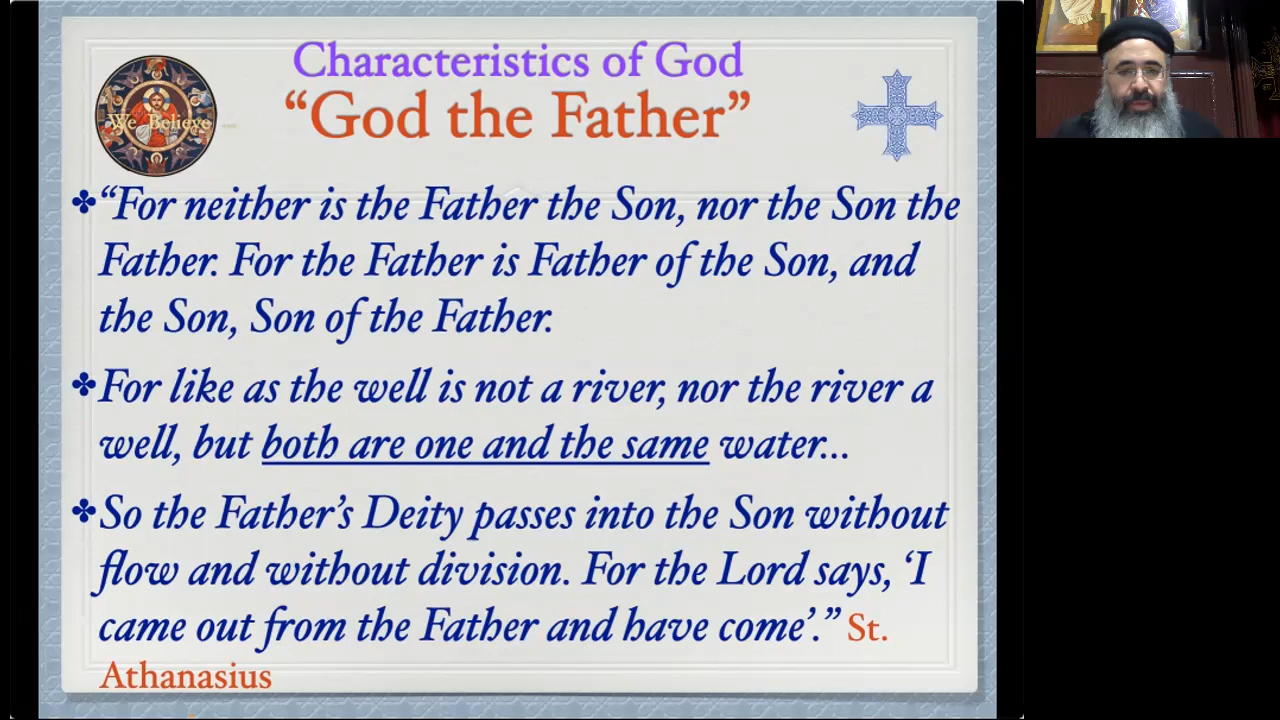 Characteristics of God
“God the Father”
We Believe
“For neither is the Father the Son, nor the Son the
Father. For the Father is Father of the Son, and
the Son, Son of the Father.
For like as the well is not a river, nor the river a
well, but both are one and the same water...
So the Father’s Deity passes into the Son without
flow and without division. For the Lord says, ‘I
came out from the Father and have come’.” St.
Athanasius